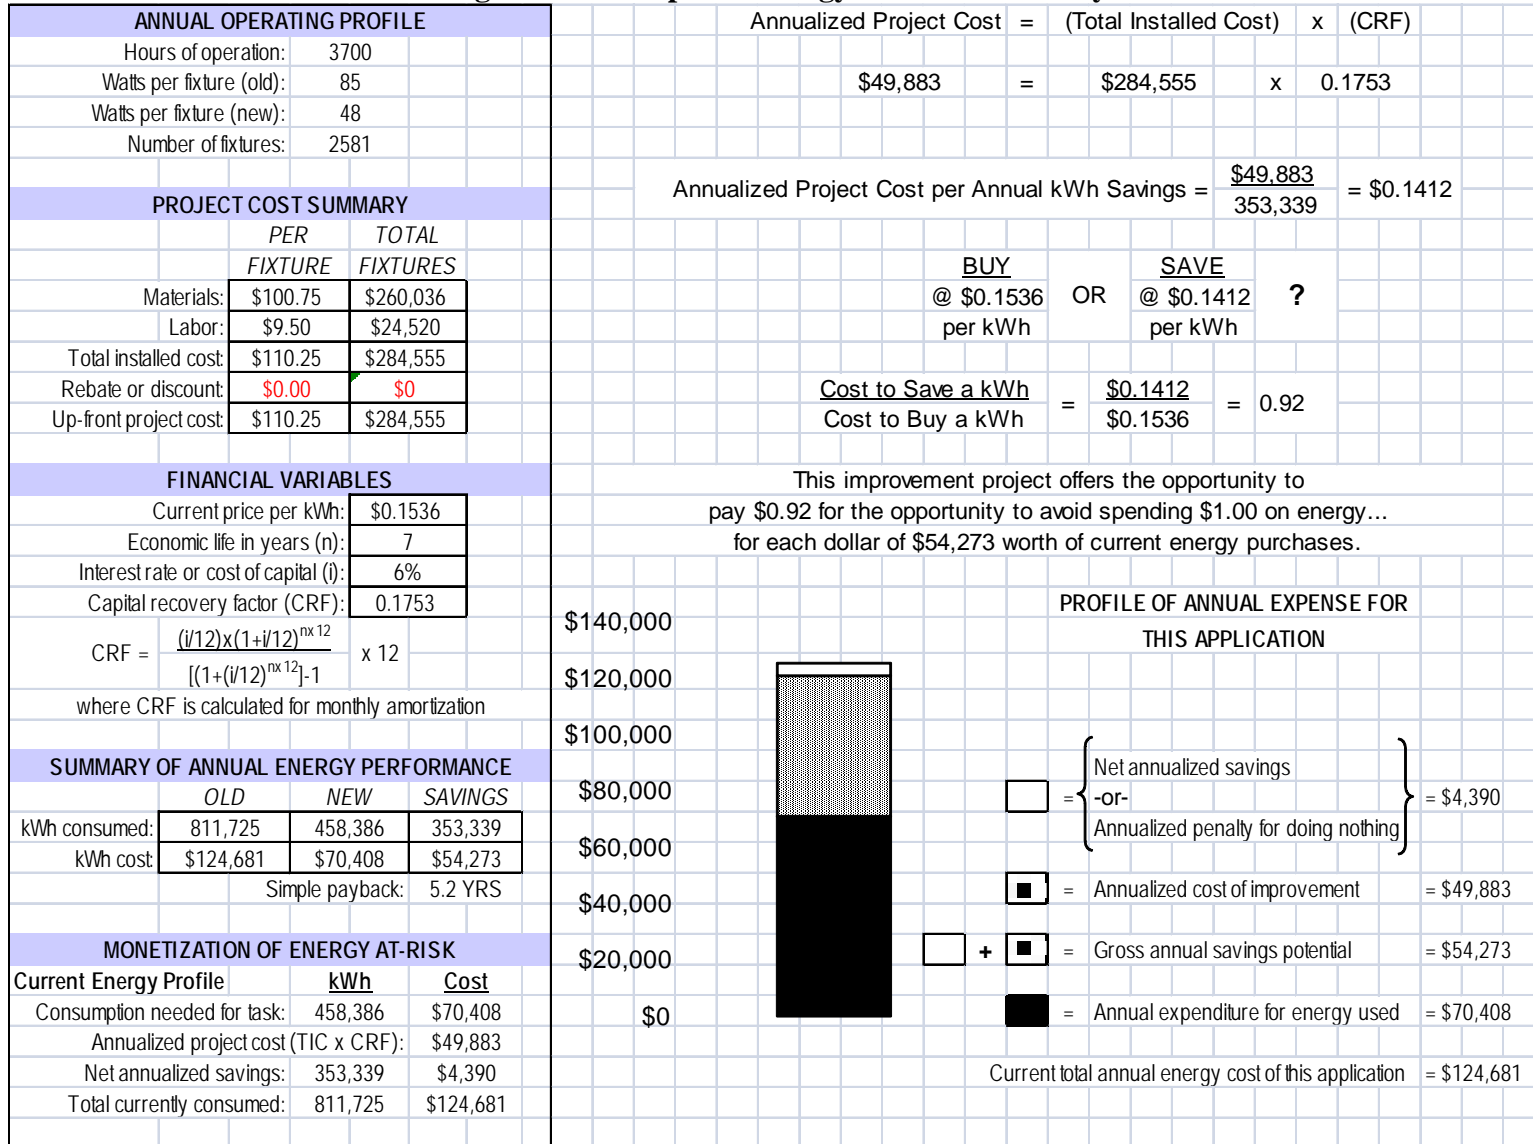 ANNUAL OPERATING PROFILE
Hours of operation: 3700
Watts per fixture (old): 85
Watts per fixture (new): 48
Number of fixtures: 2581
PROJECT COST SUMMARY
PER TOTAL
FIXTURE FIXTURES
Materials: $100.75 $260,036
Labor: $9.50 $24,520
Total installed cost: $110.25 $284,555
Rebate or discount: $0.00 $0
Up-front project cost: $110.25 $284,555
FINANCIAL VARIABLES
Current price per kWh: $0.1536
Economic life in years (n): 7
Interest rate or cost of capital (i): 6%
Capital recovery factor (CRF): 0.1753
(i/12)x(1+i/12)^nx12
CRF = x 12
[(1+(i/12)^nx12]-1
where CRF is calculated for monthly amortization
SUMMARY OF ANNUAL ENERGY PERFORMANCE
OLD NEW SAVINGS
kWh consumed: 811,725 458,386 353,339
kWh cost: $124,681 $70,408 $54,273
Simple payback: 5.2 YRS
MONETIZATION OF ENERGY AT-RISK
Current Energy Profile kWh Cost
Consumption needed for task: 458,386 $70,408
Annualized project cost (TIC x CRF): $49,883
Net annualized savings: 353,339 $4,390
Total currently consumed: 811,725 $124,681
Annualized Project Cost = (Total Installed Cost) x (CRF)
$49,883 = $284,555 x 0.1753
$49,883
Annualized Project Cost per Annual kWh Savings = = $0.1412
353,339
BUY SAVE
@ $0.1536 OR @ $0.1412 ?
per kWh per kWh
Cost to Save a kWh $0.1412
= = 0.92
Cost to Buy a kWh $0.1536
This improvement project offers the opportunity to
pay $0.92 for the opportunity to avoid spending $1.00 on energy...
for each dollar of $54,273 worth of current energy purchases.
PROFILE OF ANNUAL EXPENSE FOR
THIS APPLICATION
$140,000
$120,000
$100,000
$80,000
$60,000
$40,000
$20,000
$0
Net annualized savings
= -or- = $4,390
Annualized penalty for doing nothing
= Annualized cost of improvement = $49,883
+ = Gross annual savings potential = $54,273
= Annual expenditure for energy used = $70,408
Current total annual energy cost of this application = $124,681